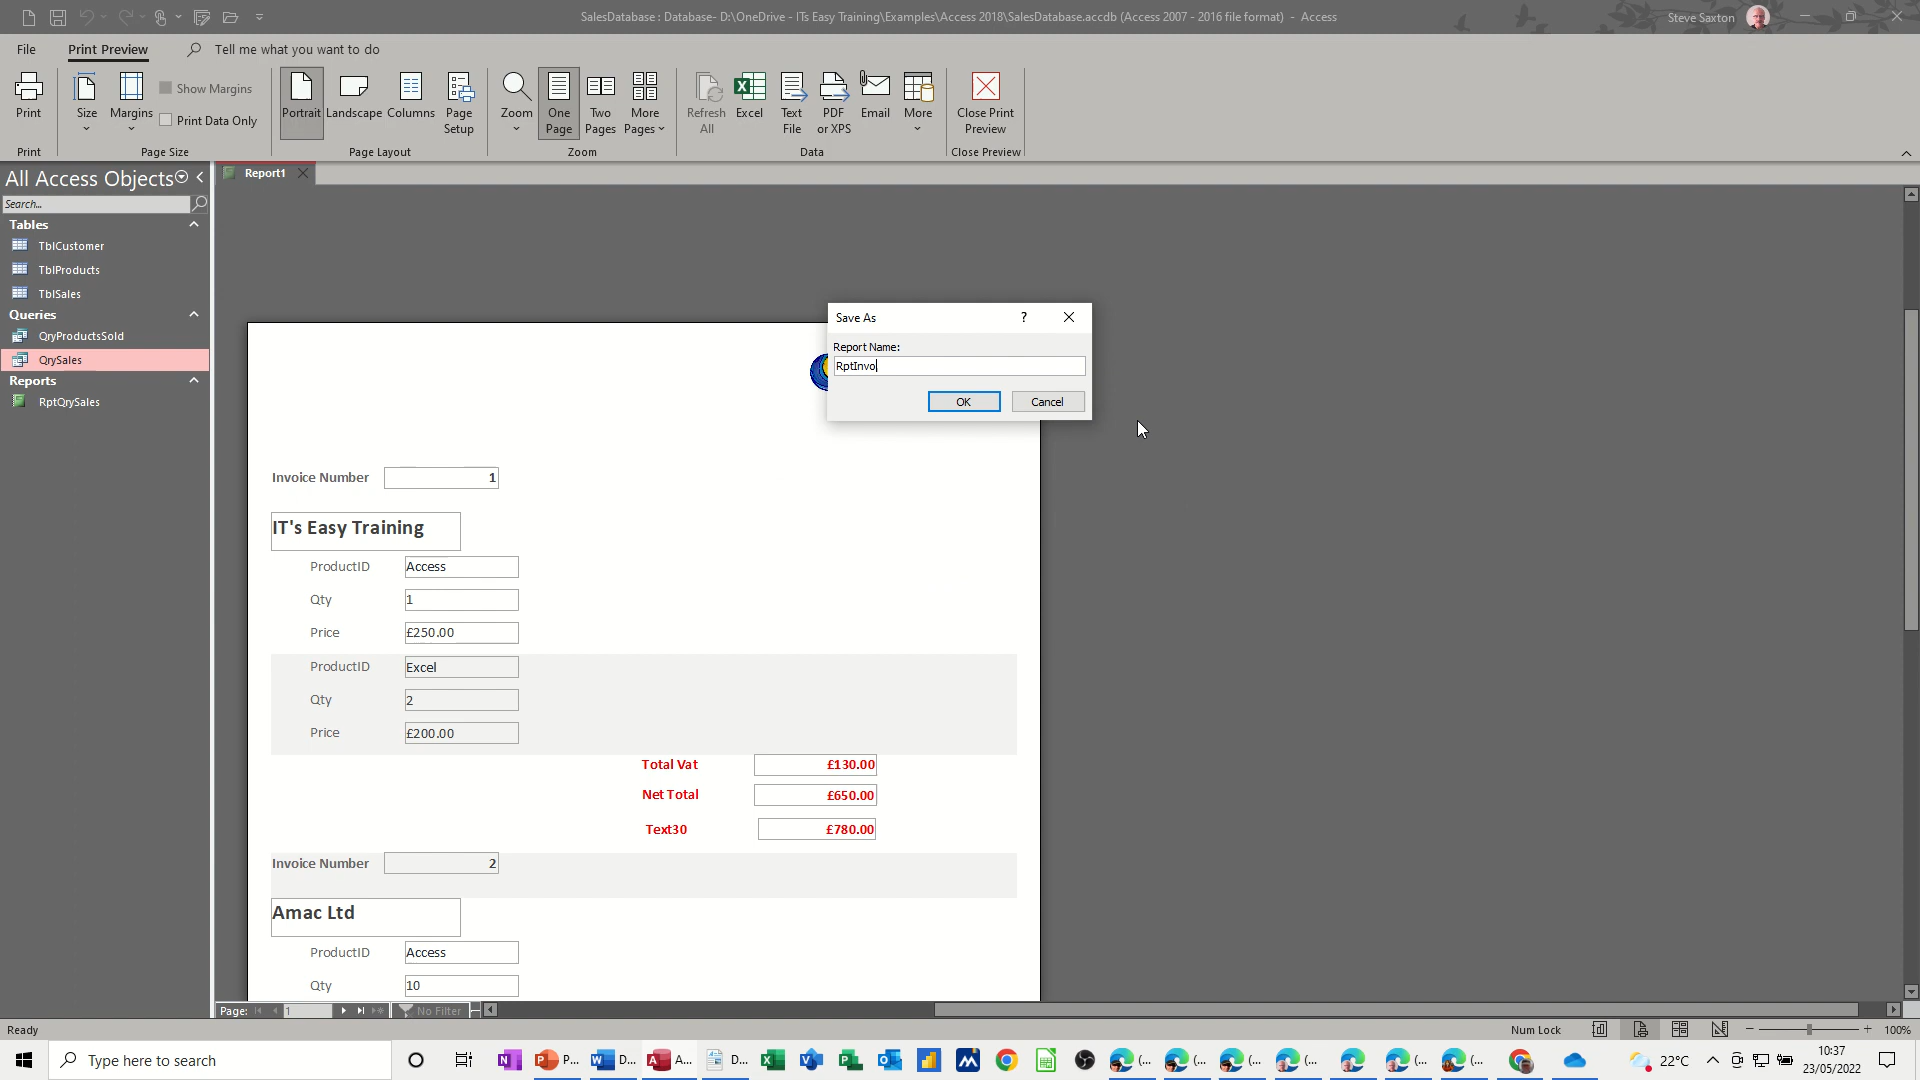 SalesDatabase : Database- D:\OneDrive - ITs Easy Training\Examples\Access 2018\SalesDatabase.accdb (Access 2007 - 2016 file format) - Access
Steve Saxton
File
Print Preview
Tell me what you want to do
Print
Size
Margins
Show Margins
Print Data Only
Portrait
Landscape
Columns
Page Setup
Zoom
One Page
Two Pages
More Pages
Refresh All
Excel
Text File
PDF or XPS
Email
More
Close Print Preview
Print
Page Size
Page Layout
Zoom
Data
Close Preview
All Access Objects
Search...
Tables
TblCustomer
TblProducts
TblSales
Queries
QryProductsSold
QrySales
Reports
RptQrySales
Report1
Save As
?
Report Name:
RptInvo
OK
Cancel
Invoice Number 1
IT's Easy Training
ProductID Access
Qty 1
Price £250.00
ProductID Excel
Qty 2
Price £200.00
Total Vat £130.00
Net Total £650.00
Text30 £780.00
Invoice Number 2
Amac Ltd
ProductID Access
Qty 10
Page: 1 No Filter
Ready
Num Lock
100%
Type here to search
P...
D...
A...
D...
(...
(...
(...
(...
(...
(...
22°C
10:37
23/05/2022